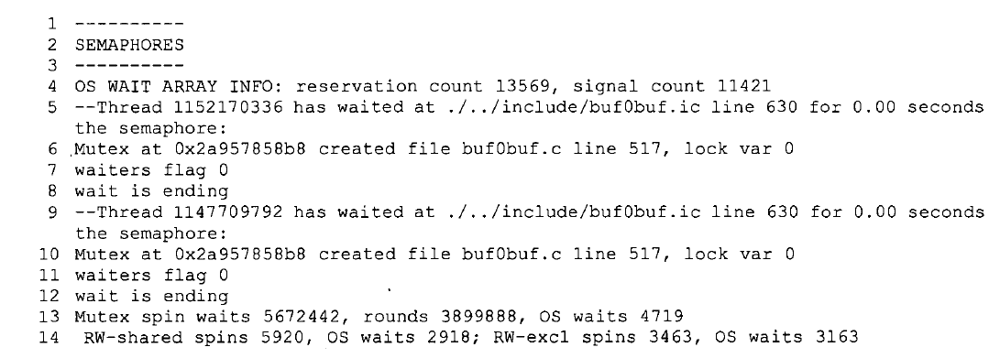 1 ----------
2 SEMAPHORES
3 ----------
4 OS WAIT ARRAY INFO: reservation count 13569, signal count 11421
5 --Thread 1152170336 has waited at ./../include/buf0buf.ic line 630 for 0.00 seconds
the semaphore:
6 Mutex at 0x2a957858b8 created file buf0buf.c line 517, lock var 0
7 waiters flag 0
8 wait is ending
9 --Thread 1147709792 has waited at ./../include/buf0buf.ic line 630 for 0.00 seconds
the semaphore:
10 Mutex at 0x2a957858b8 created file buf0buf.c line 517, lock var 0
11 waiters flag 0
12 wait is ending
13 Mutex spin waits 5672442, rounds 3899888, OS waits 4719
14 RW-shared spins 5920, OS waits 2918; RW-excl spins 3463, OS waits 3163